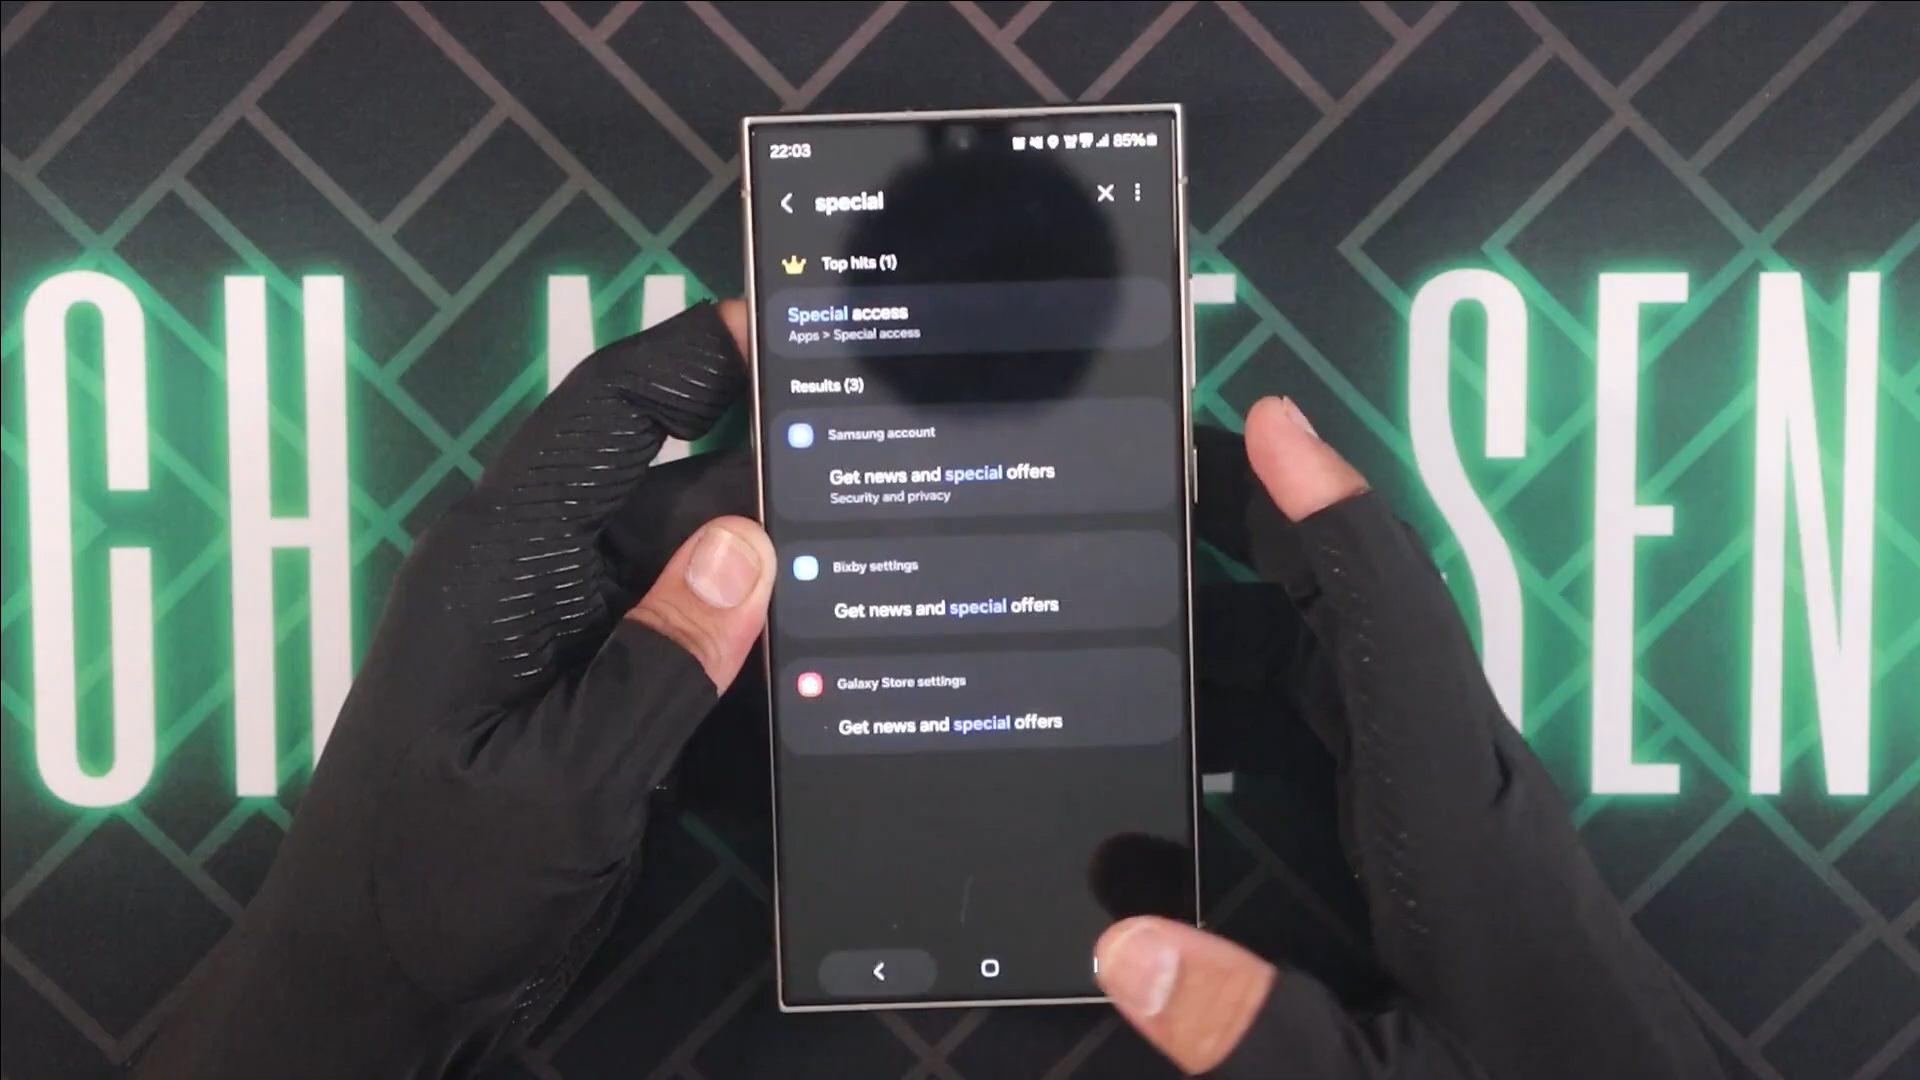 22:03
85%
special
Top hits (1)
Special access
Apps > Special access
Results (3)
Samsung account
Get news and special offers
Security and privacy
Bixby settings
Get news and special offers
Galaxy Store settings
Get news and special offers
CH
SEN